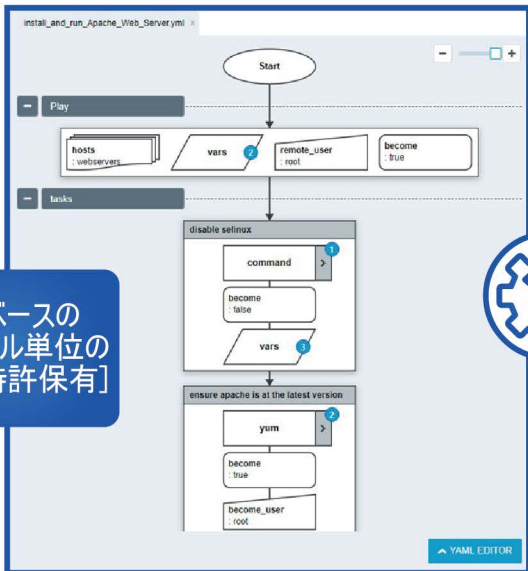 install_and_run_Apache_Web_Server.yml ×
Start
Play
hosts
: webservers
vars 2
remote_user
: root
become
: true
tasks
disable selinux
command 1
become
: false
vars 3
ベースの
ル単位の
特許保有]
ensure apache is at the latest version
yum 2
become
: true
become_user
: root
YAML EDITOR